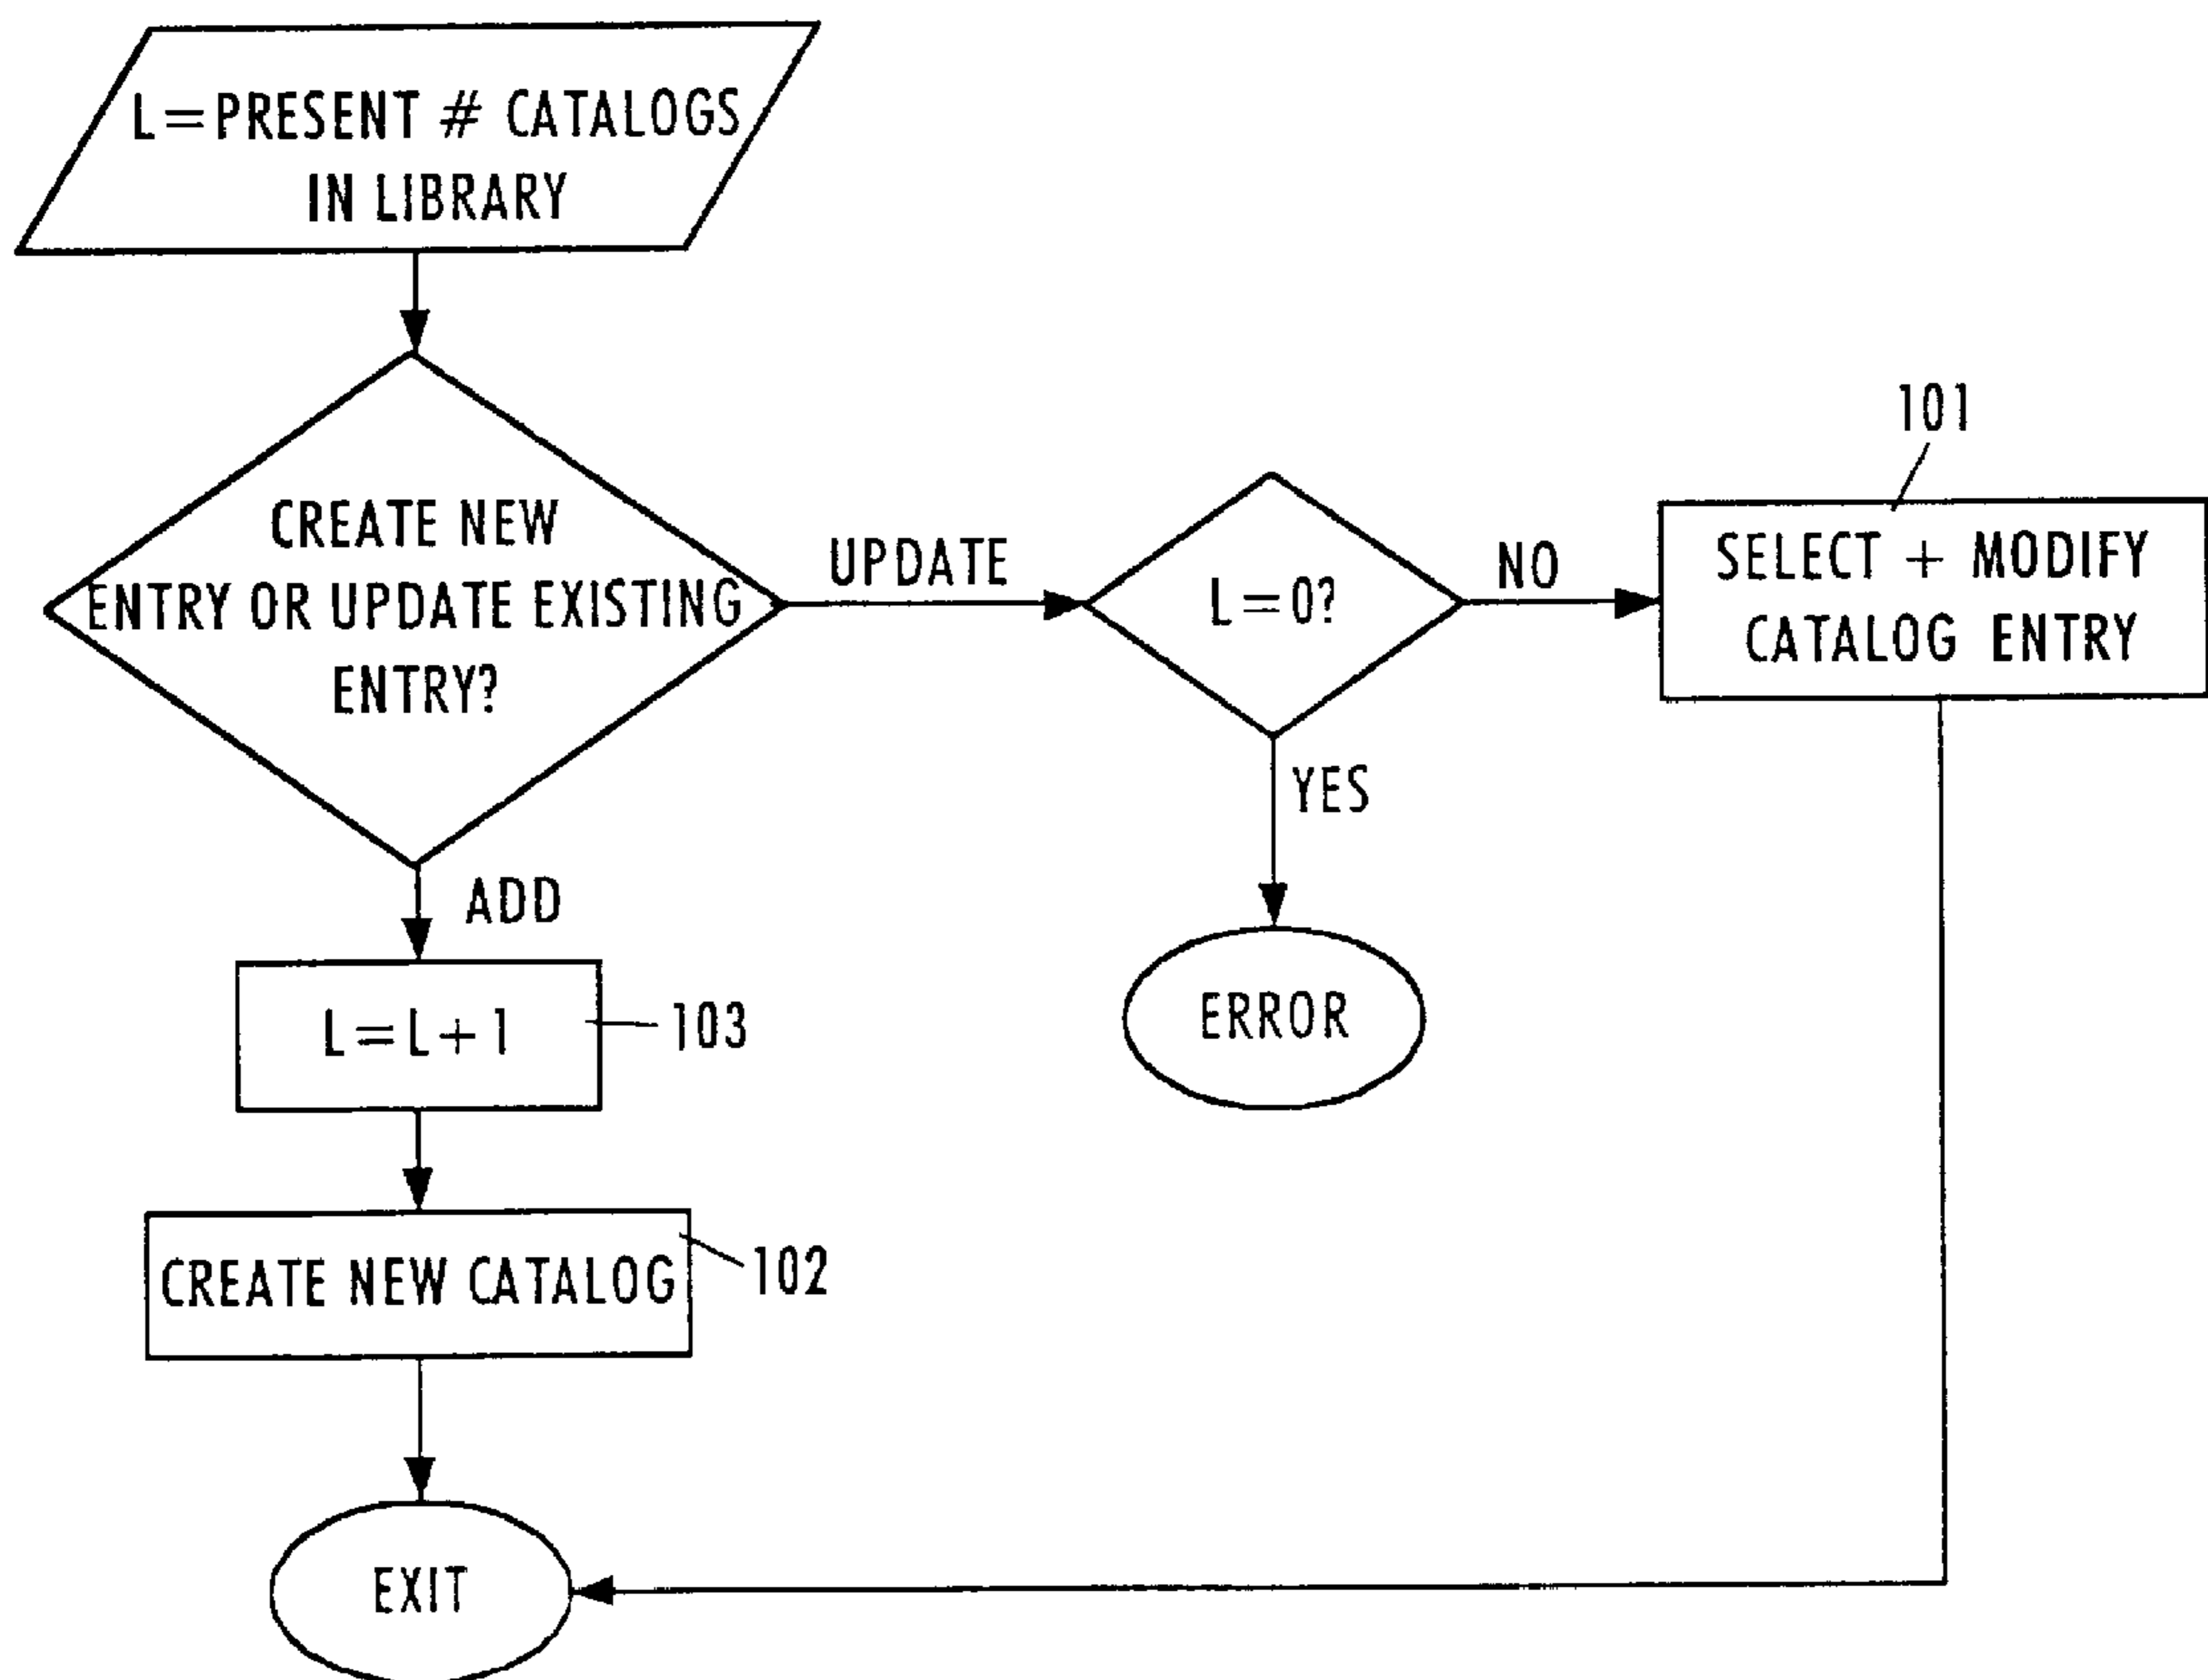 L=PRESENT # CATALOGS
IN LIBRARY
CREATE NEW
ENTRY OR UPDATE EXISTING
ENTRY?
UPDATE
L=0?
NO
101
SELECT + MODIFY
CATALOG ENTRY
YES
ERROR
ADD
L=L+1
103
CREATE NEW CATALOG
102
EXIT